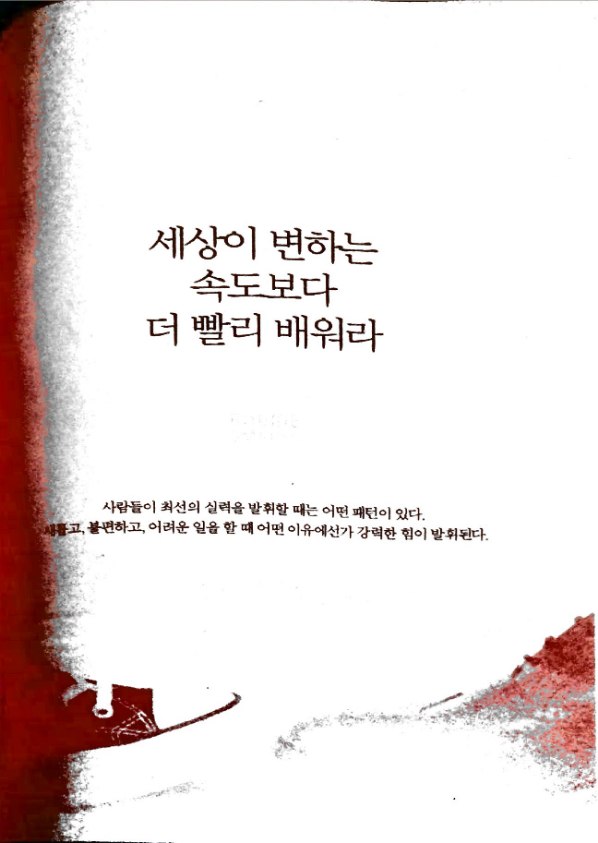 세상이 변하는
속도보다
더 빨리 배워라
사람들이 최선의 실력을 발휘할 때는 어떤 패턴이 있다.
새롭고, 불편하고, 어려운 일을 할 때 어떤 이유에선가 강력한 힘이 발휘된다.